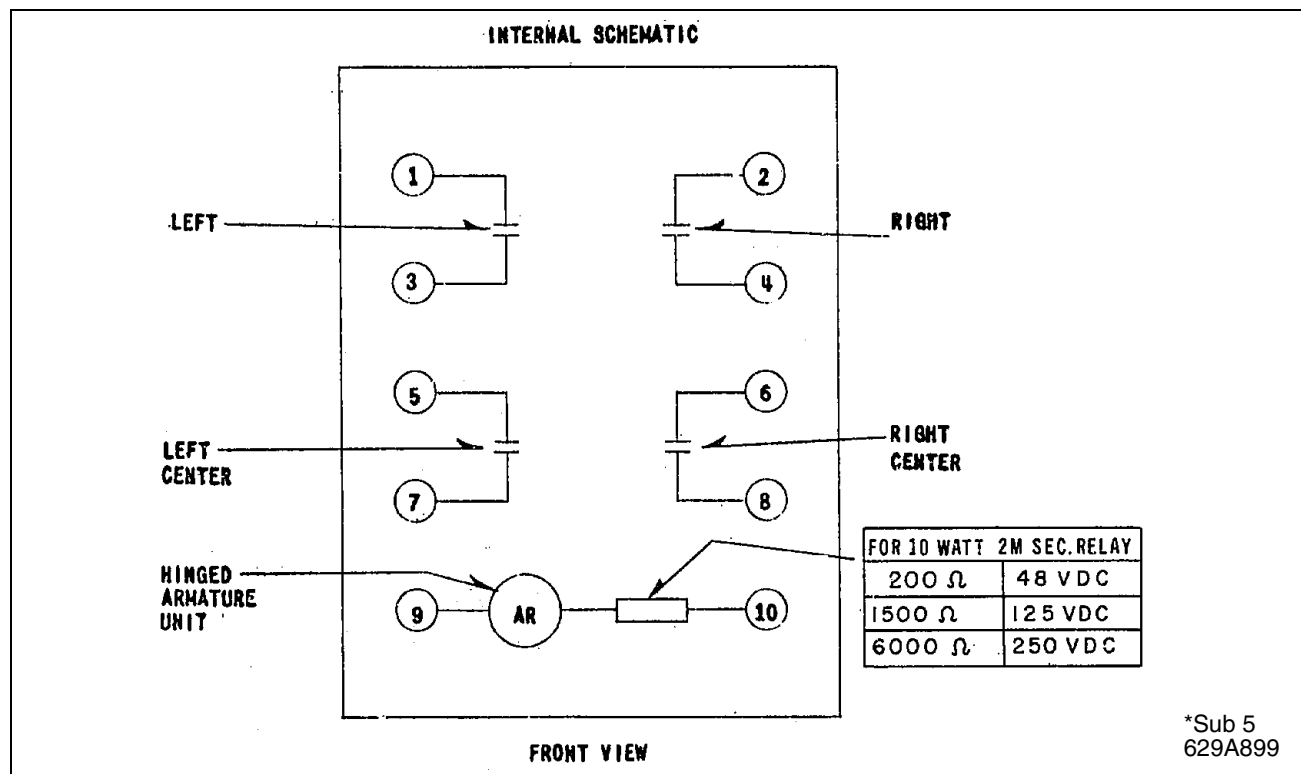 INTERNAL SCHEMATIC
1
2
LEFT
RIGHT
3
4
5
6
LEFT
CENTER
RIGHT
CENTER
7
8
FOR 10 WATT 2M SEC. RELAY
200 Ω 48 VDC
1500 Ω 125 VDC
6000 Ω 250 VDC
HINGED
ARMATURE
UNIT
9
AR
10
FRONT VIEW
*Sub 5
629A899